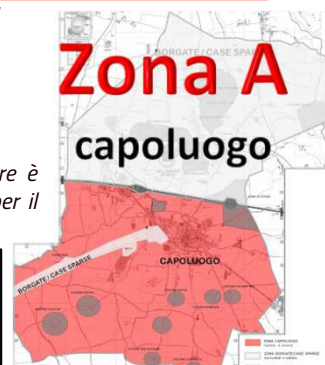 BORGATE / CASE SPARSE
Zona A
capoluogo
re è
per il
CAPOLUOGO
BORGATE / CASE SPARSE
ZONA CAPOLUOGO
ZONA BORGATE/CASE SPARSE